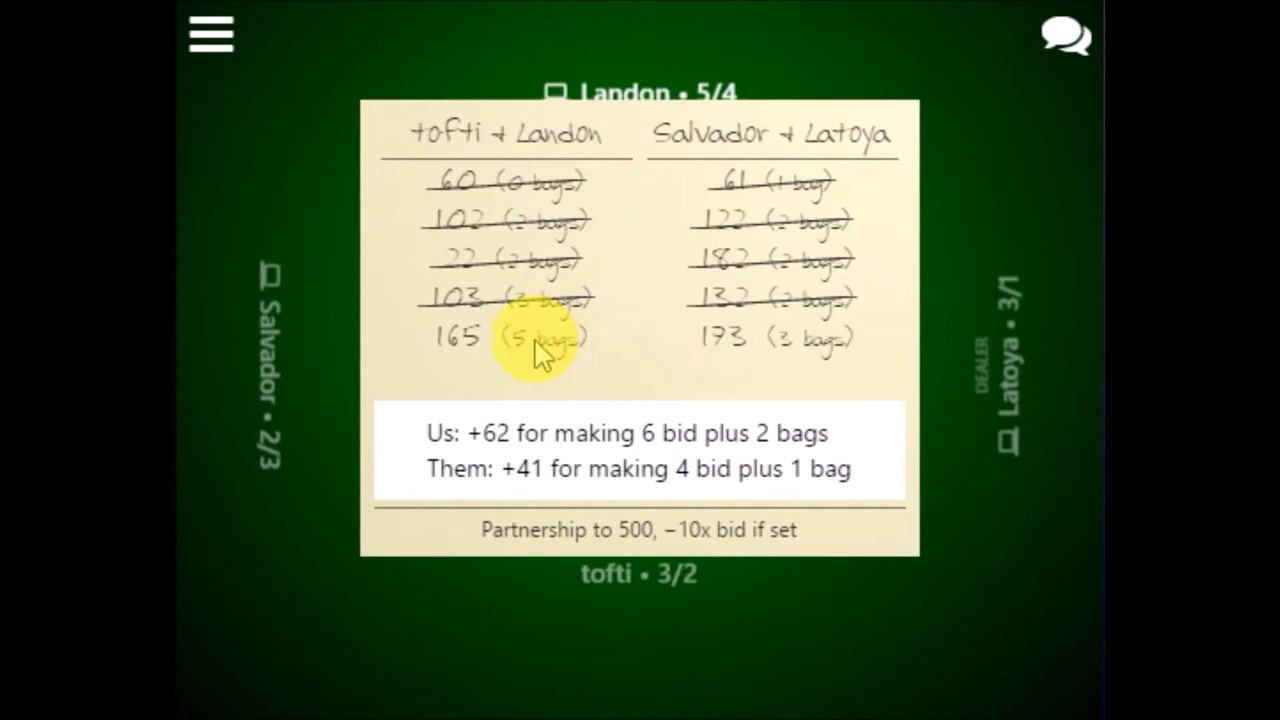 Landon • 5/4
tofti + Landon
Salvador + Latoya
60 (0 bags)
61 (1 bag)
102 (2 bags)
122 (2 bags)
22 (2 bags)
182 (2 bags)
103 (3 bags)
132 (2 bags)
165 (5 bags)
173 (3 bags)
Salvador • 2/3
DEALER
Latoya • 3/1
Us: +62 for making 6 bid plus 2 bags
Them: +41 for making 4 bid plus 1 bag
Partnership to 500, −10x bid if set
tofti • 3/2